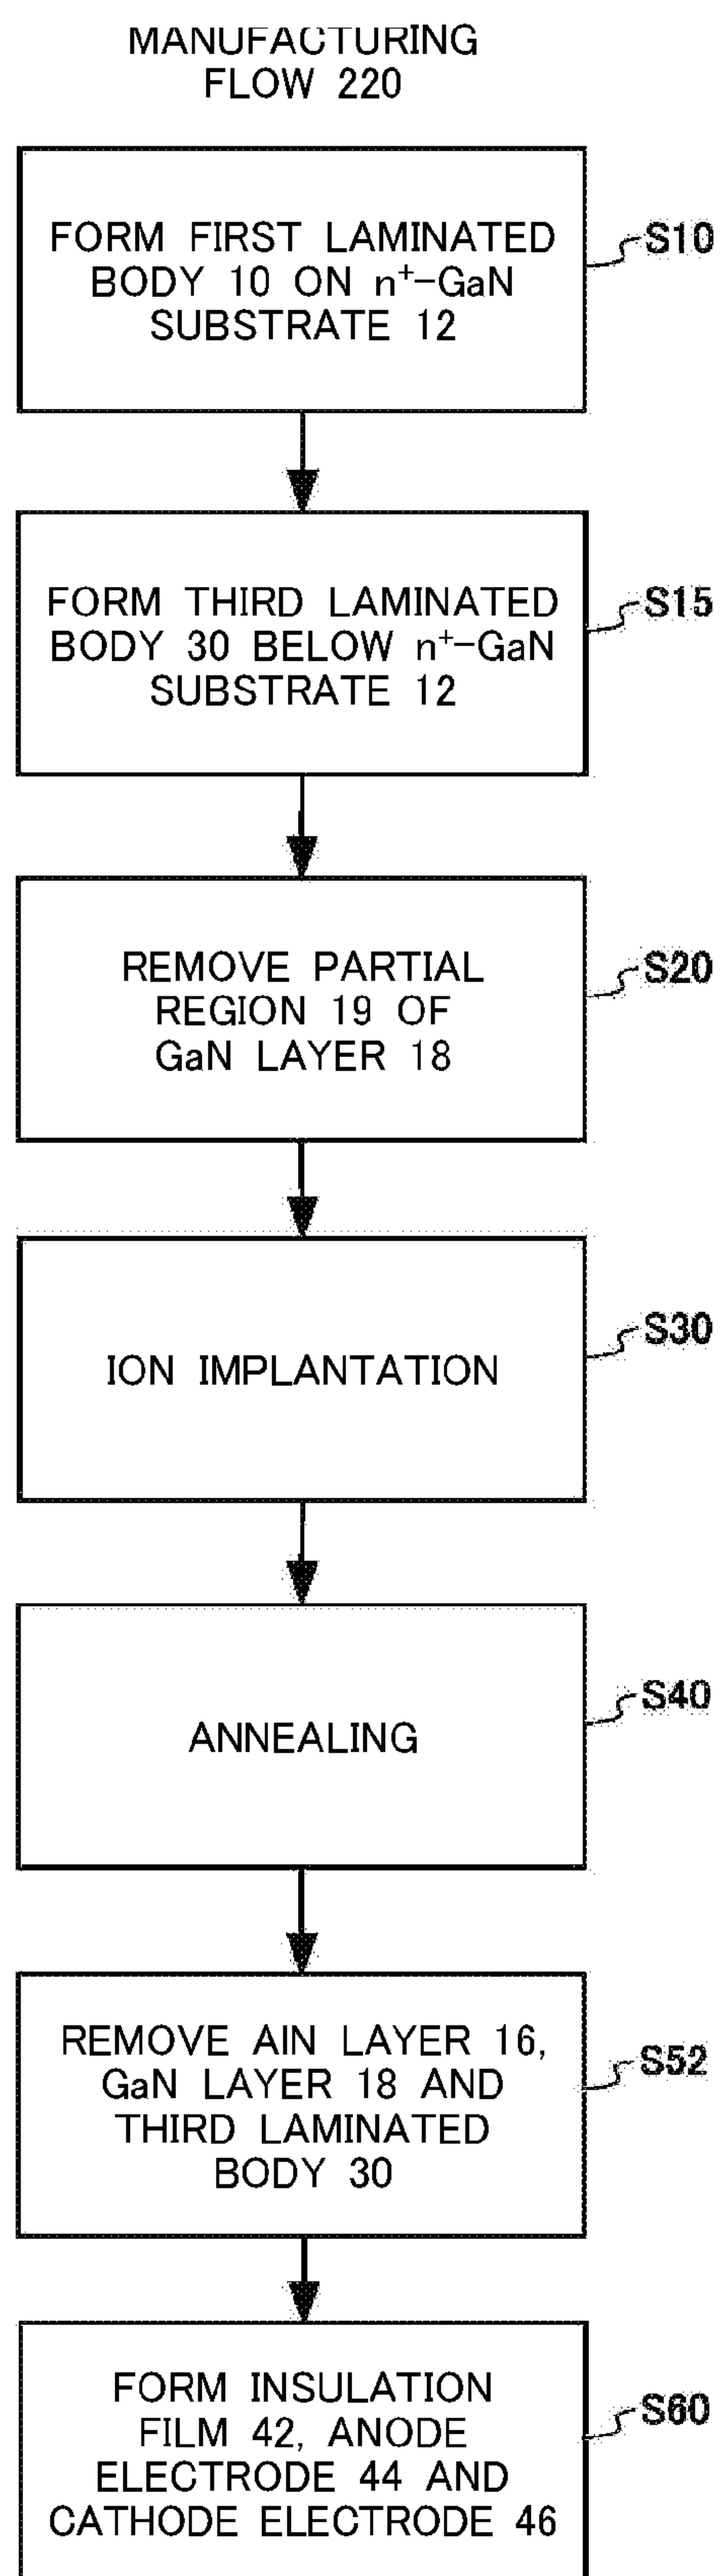 MANUFACTURING
FLOW 220
FORM FIRST LAMINATED
BODY 10 ON n⁺-GaN
SUBSTRATE 12
S10
FORM THIRD LAMINATED
BODY 30 BELOW n⁺-GaN
SUBSTRATE 12
S15
REMOVE PARTIAL
REGION 19 OF
GaN LAYER 18
S20
ION IMPLANTATION
S30
ANNEALING
S40
REMOVE AlN LAYER 16,
GaN LAYER 18 AND
THIRD LAMINATED
BODY 30
S52
FORM INSULATION
FILM 42, ANODE
ELECTRODE 44 AND
CATHODE ELECTRODE 46
S60